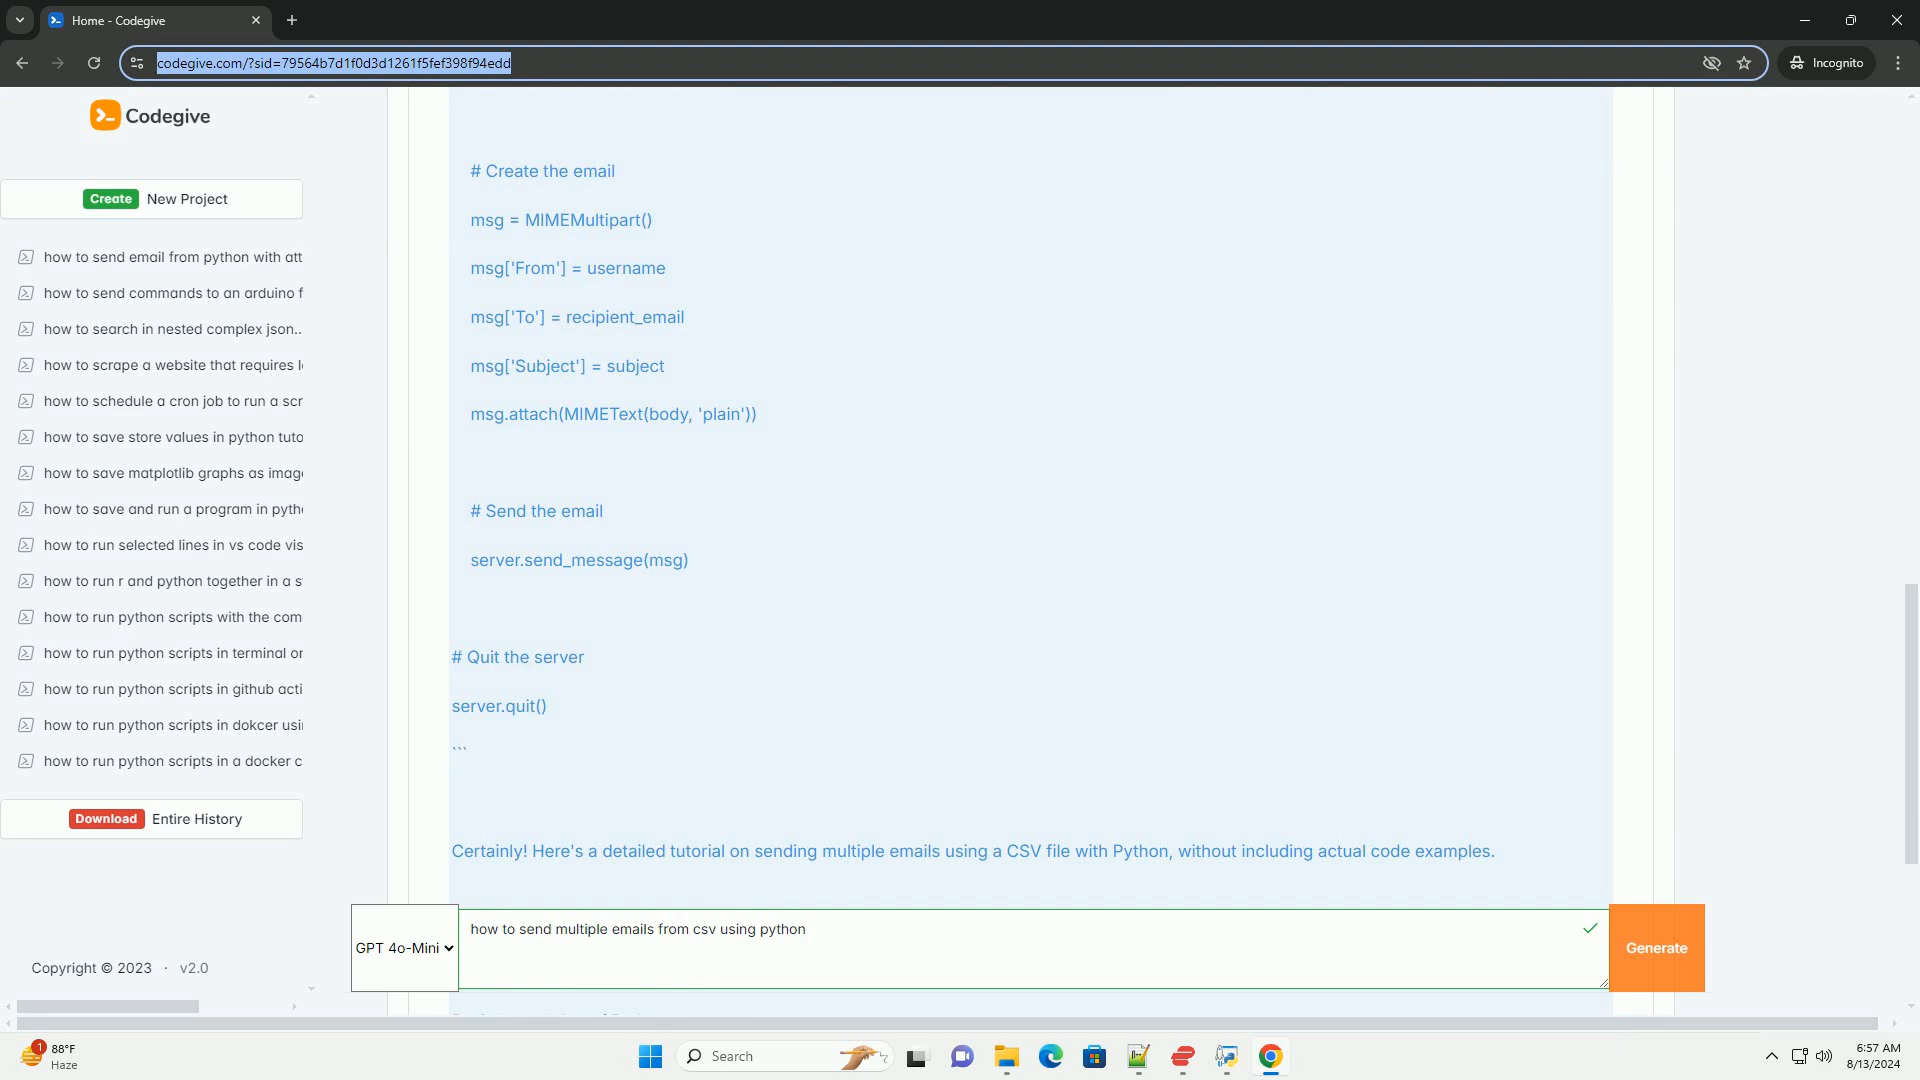 Home - Codegive
codegive.com/?sid=79564b7d1f0d3d1261f5fef398f94edd
Incognito
Codegive
Create New Project
how to send email from python with att
how to send commands to an arduino f
how to search in nested complex json..
how to scrape a website that requires l
how to schedule a cron job to run a scr
how to save store values in python tuto
how to save matplotlib graphs as imag
how to save and run a program in pyth
how to run selected lines in vs code vis
how to run r and python together in a s
how to run python scripts with the com
how to run python scripts in terminal or
how to run python scripts in github acti
how to run python scripts in dokcer usi
how to run python scripts in a docker c
Download Entire History
Copyright © 2023 · v2.0
# Create the email
msg = MIMEMultipart()
msg['From'] = username
msg['To'] = recipient_email
msg['Subject'] = subject
msg.attach(MIMEText(body, 'plain'))
# Send the email
server.send_message(msg)
# Quit the server
server.quit()
```
Certainly! Here's a detailed tutorial on sending multiple emails using a CSV file with Python, without including actual code examples.
GPT 4o-Mini
how to send multiple emails from csv using python
Generate
1
88°F
Haze
Search
6:57 AM
8/13/2024